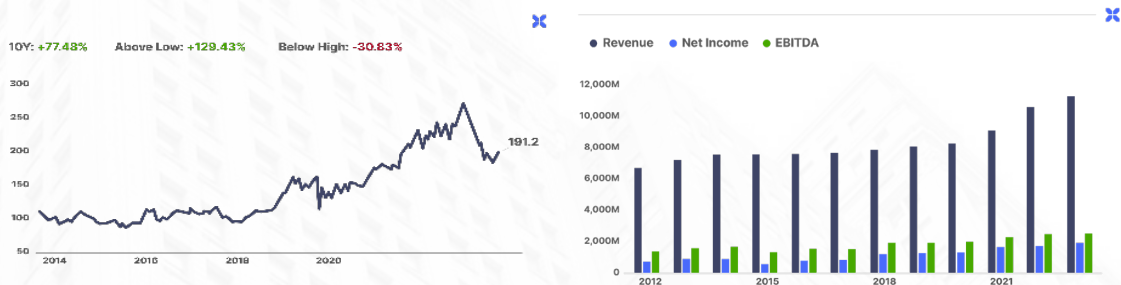 10Y: +77.48% Above Low: +129.43% Below High: -30.83%
300
250
200
150
100
50
191.2
2014 2016 2018 2020
Revenue Net Income EBITDA
12,000M
10,000M
8,000M
6,000M
4,000M
2,000M
0
2012 2015 2018 2021